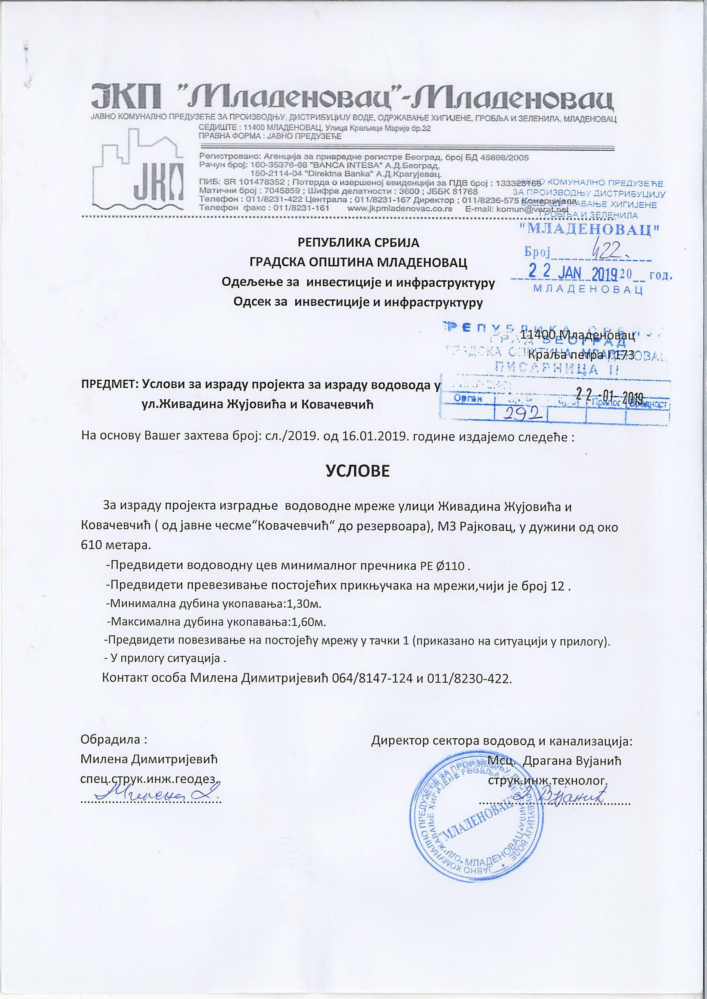 ЈКП "Младеновац"-Младеновац
ЈАВНО КОМУНАЛНО ПРЕДУЗЕЋЕ ЗА ПРОИЗВОДЊУ, ДИСТРИБУЦИЈУ ВОДЕ, ОДРЖАВАЊЕ ХИГИЈЕНЕ, ГРОБЉА И ЗЕЛЕНИЛА, МЛАДЕНОВАЦ
СЕДИШТЕ : 11400 МЛАДЕНОВАЦ, Улица Краљице Марије бр.32
ПРАВНА ФОРМА : ЈАВНО ПРЕДУЗЕЋЕ
ЈКП
Регистровано: Агенција за привредне регистре Београд, број БД 45898/2005
Рачун број: 160-35376-66 "BANCA INTESA" А.Д.Београд,
150-2114-04 "Direktna Banka" А.Д.Крагујевац.
ПИБ: SR 101478352 ; Потврда о извршеној евиденцији за ПДВ број : 133328166
Матични број : 7045859 ; Шифра делатности : 3600 ; ЈББК 81768
Телефон : 011/8231-422 Централа ; 011/8231-167 Директор ; 011/8236-575 Комерцијала
Телефон факс : 011/8231-161 www.jkpmladenovac.co.rs E-mail: komun@verat.net
ЈАВНО КОМУНАЛНО ПРЕДУЗЕЋЕ
ЗА ПРОИЗВОДЊУ ДИСТРИБУЦИЈУ
ВОДЕ ОДРЖАВАЊЕ ХИГИЈЕНЕ
ГРОБЉА И ЗЕЛЕНИЛА
"МЛАДЕНОВАЦ"
Број 422.
22 JAN 2019 20__ год.
МЛАДЕНОВАЦ
РЕПУБЛИКА СРБИЈА
ГРАДСКА ОПШТИНА МЛАДЕНОВАЦ
Одељење за инвестиције и инфраструктуру
Одсек за инвестиције и инфраструктуру
РЕПУБЛИКА СРБИЈА
ГРАД БЕОГРАД
ГРАДСКА ОПШТИНА МЛАДЕНОВАЦ
ПИСАРНИЦА II
11400 Младеновац
Краља петра I.173
22 -01- 2019
Орган Прилог Вредност
292
ПРЕДМЕТ: Услови за израду пројекта за израду водовода у
ул.Живадина Жујовића и Ковачевчић
На основу Вашег захтева број: сл./2019. од 16.01.2019. године издајемо следеће :
УСЛОВЕ
За израду пројекта изградње водоводне мреже улици Живадина Жујовића и
Ковачевчић ( од јавне чесме“Ковачевчић“ до резервоара), МЗ Рајковац, у дужини од око
610 метара.
-Предвидети водоводну цев минималног пречника РЕ Ø110 .
-Предвидети превезивање постојећих прикњучака на мрежи,чији је број 12 .
-Минимална дубина укопавања:1,30м.
-Максимална дубина укопавања:1,60м.
-Предвидети повезивање на постојећу мрежу у тачки 1 (приказано на ситуацији у прилогу).
- У прилогу ситуација .
Контакт особа Милена Димитријевић 064/8147-124 и 011/8230-422.
Обрадила :
Милена Димитријевић
спец.струк.инж.геодез.
Милена Д.
Директор сектора водовод и канализација:
Мсц. Драгана Вујанић
струк.инж.технолог.
Д Вујанић
ЈАВНО КОМУНАЛНО ПРЕДУЗЕЋЕ ЗА ПРОИЗВОДЊУ ДИСТРИБУЦИЈУ ВОДЕ
ОДРЖАВАЊЕ ХИГИЈЕНЕ ГРОБЉА И ЗЕЛЕНИЛА
"МЛАДЕНОВАЦ"
МЛАДЕНОВАЦ